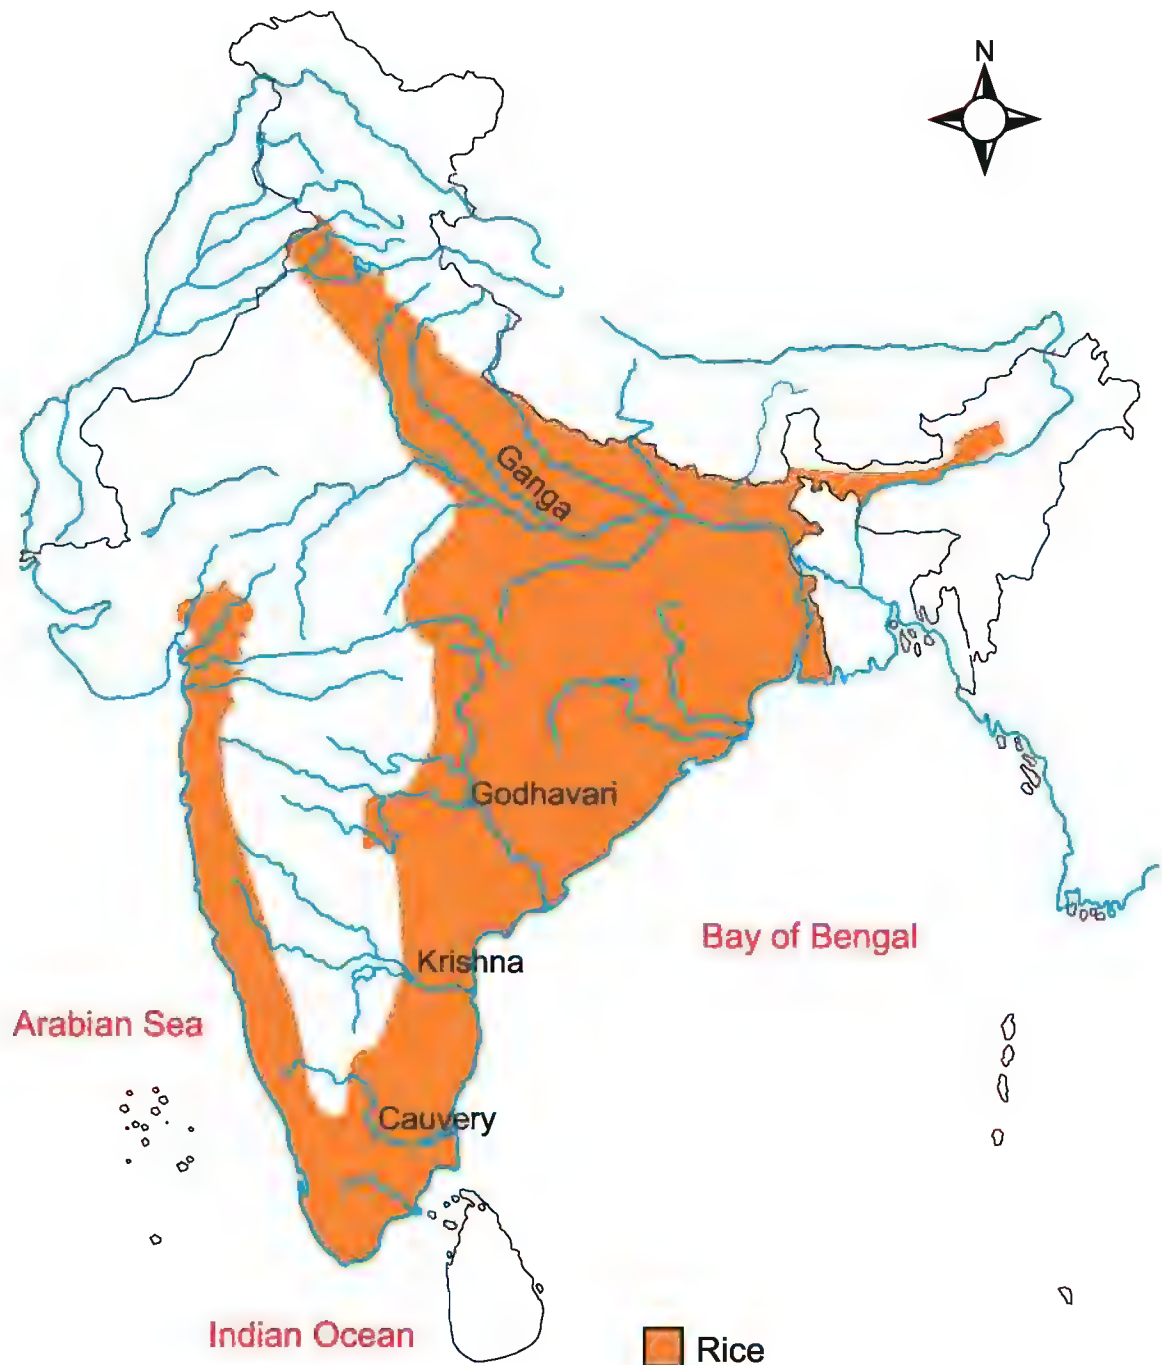 N
Ganga
Godhavari
Bay of Bengal
Krishna
Arabian Sea
Cauvery
Indian Ocean
Rice